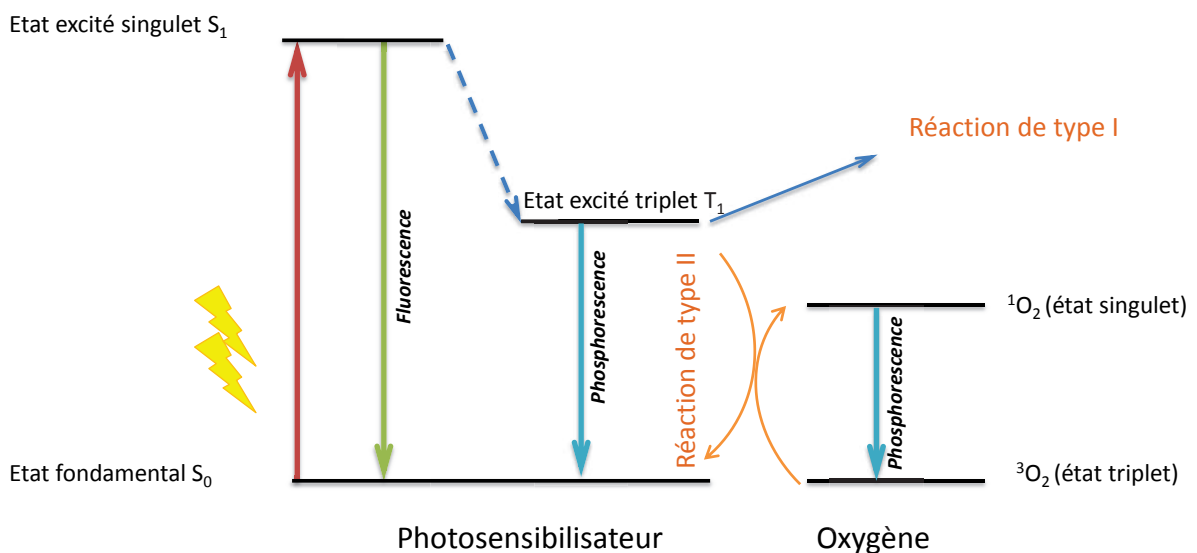 Etat excité singulet S₁
Réaction de type I
Etat excité triplet T₁
Fluorescence
Phosphorescence
Réaction de type II
¹O₂ (état singulet)
Phosphorescence
Etat fondamental S₀
³O₂ (état triplet)
Photosensibilisateur
Oxygène